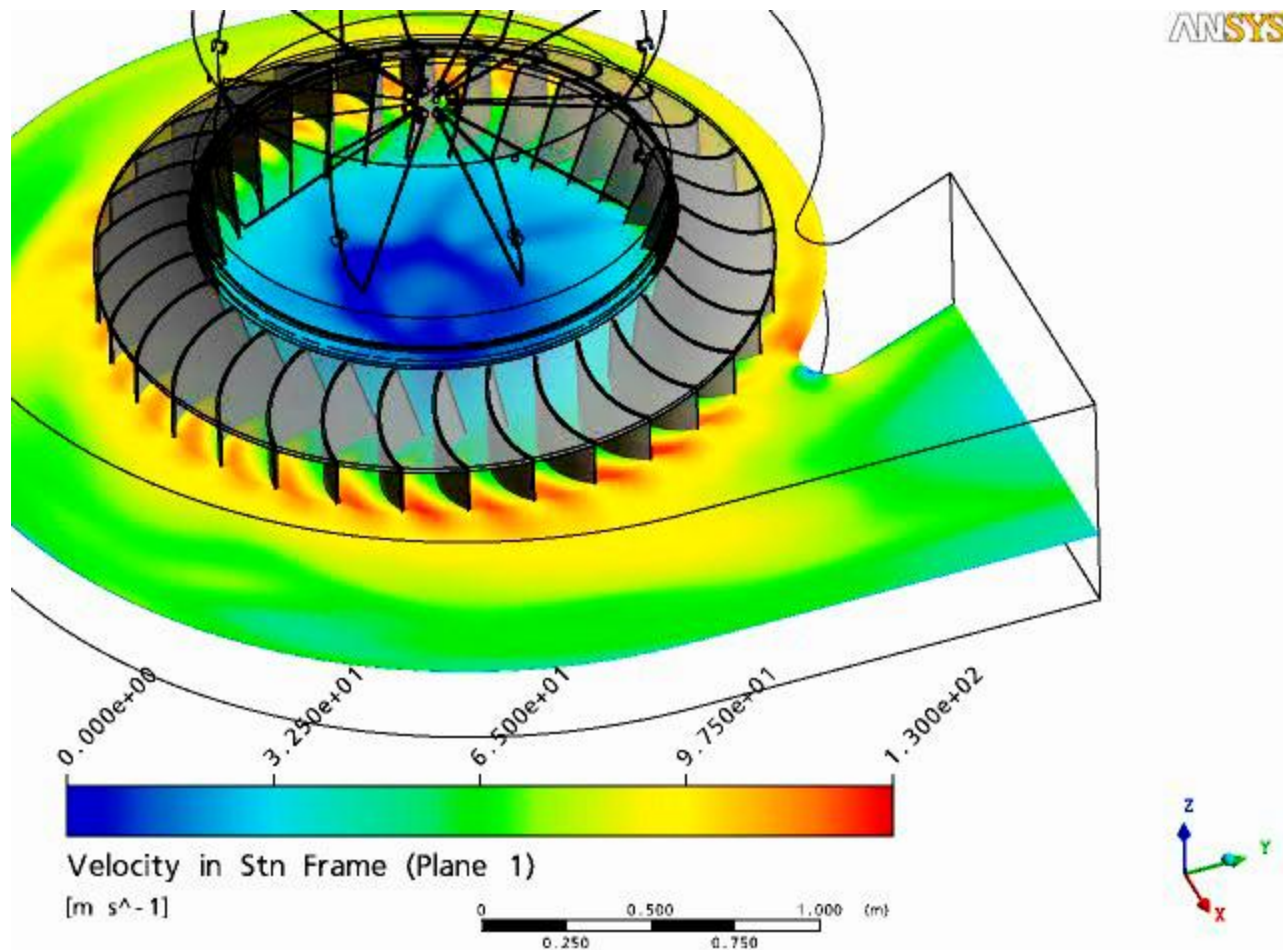 ANSYS
0.000e+00 3.250e+01 6.500e+01 9.750e+01 1.300e+02
Velocity in Stn Frame (Plane 1)
[m s^-1]
0 0.500 1.000 (m)
0.250 0.750
Z
Y
X